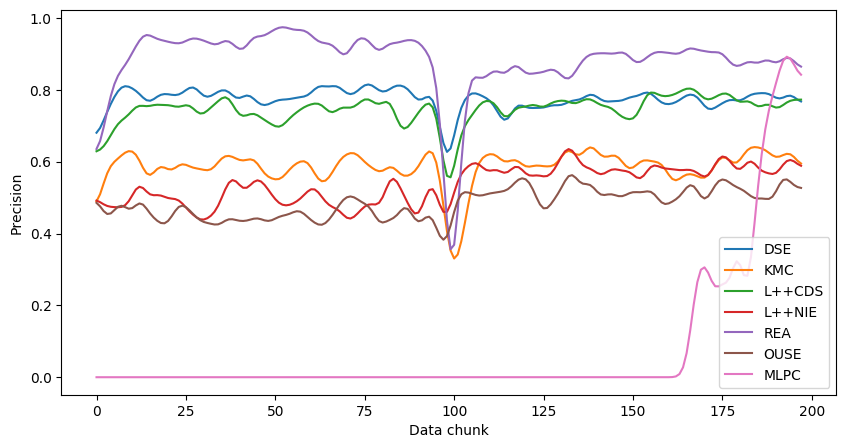 1.0
0.8
0.6
0.4
0.2
0.0
Precision
0 25 50 75 100 125 150 175 200
Data chunk
DSE
KMC
L++CDS
L++NIE
REA
OUSE
MLPC